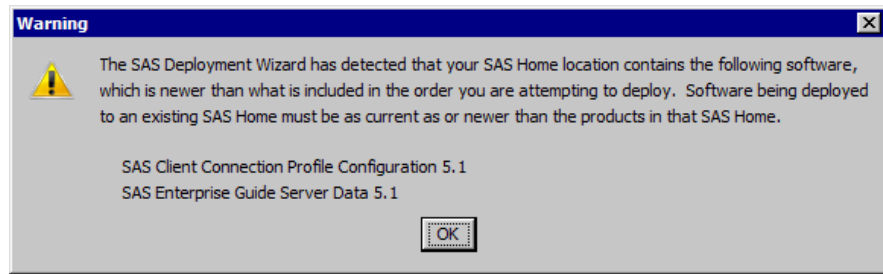 Warning
The SAS Deployment Wizard has detected that your SAS Home location contains the following software,
which is newer than what is included in the order you are attempting to deploy. Software being deployed
to an existing SAS Home must be as current as or newer than the products in that SAS Home.
SAS Client Connection Profile Configuration 5.1
SAS Enterprise Guide Server Data 5.1
OK